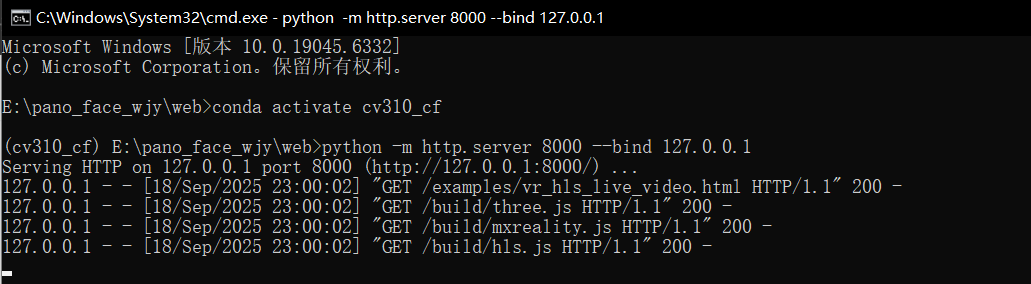 C:\Windows\System32\cmd.exe - python  -m http.server 8000 --bind 127.0.0.1
Microsoft Windows [版本 10.0.19045.6332]
(c) Microsoft Corporation。保留所有权利。
E:\pano_face_wjy\web>conda activate cv310_cf
(cv310_cf) E:\pano_face_wjy\web>python -m http.server 8000 --bind 127.0.0.1
Serving HTTP on 127.0.0.1 port 8000 (http://127.0.0.1:8000/) ...
127.0.0.1 - - [18/Sep/2025 23:00:02] "GET /examples/vr_hls_live_video.html HTTP/1.1" 200 -
127.0.0.1 - - [18/Sep/2025 23:00:02] "GET /build/three.js HTTP/1.1" 200 -
127.0.0.1 - - [18/Sep/2025 23:00:02] "GET /build/mxreality.js HTTP/1.1" 200 -
127.0.0.1 - - [18/Sep/2025 23:00:02] "GET /build/hls.js HTTP/1.1" 200 -